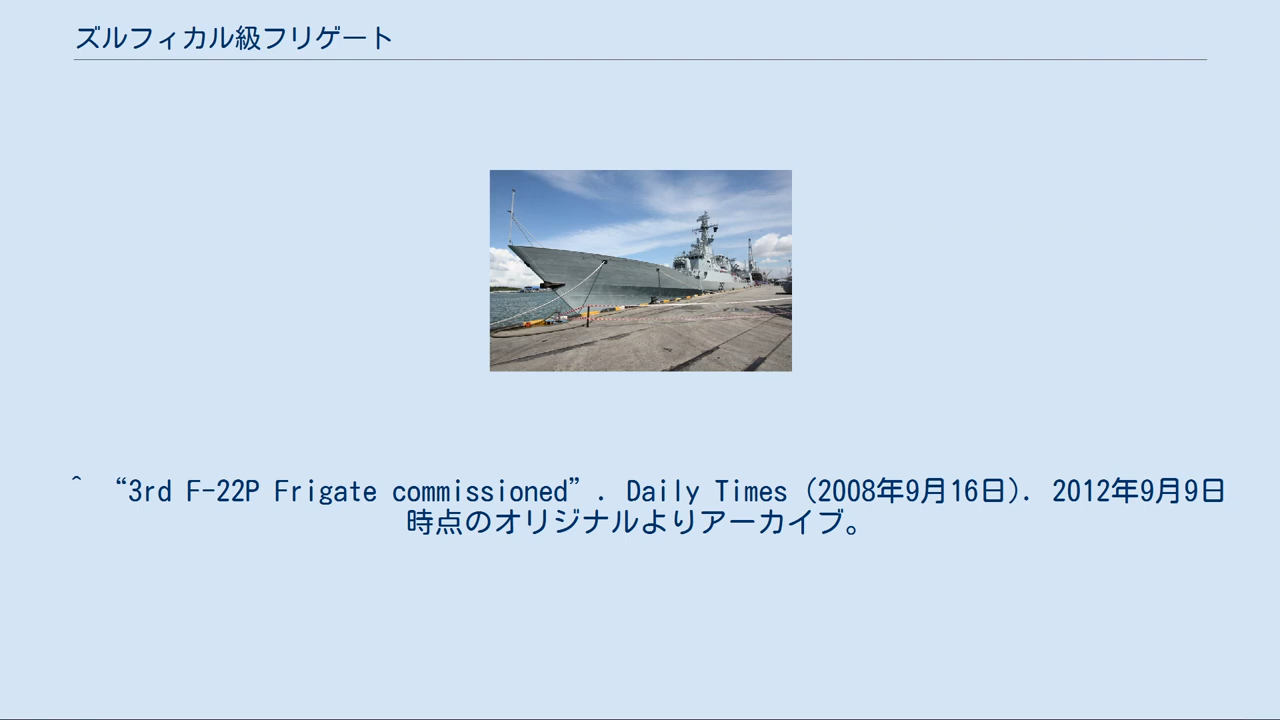 ズルフィカル級フリゲート
^ “3rd F-22P Frigate commissioned”. Daily Times (2008年9月16日). 2012年9月9日
時点のオリジナルよりアーカイブ。